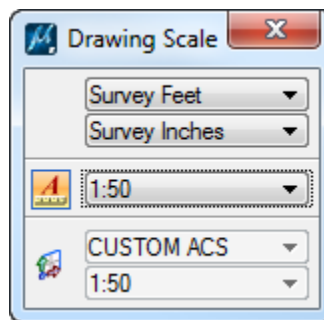 Drawing Scale
Survey Feet
Survey Inches
1:50
CUSTOM ACS
1:50